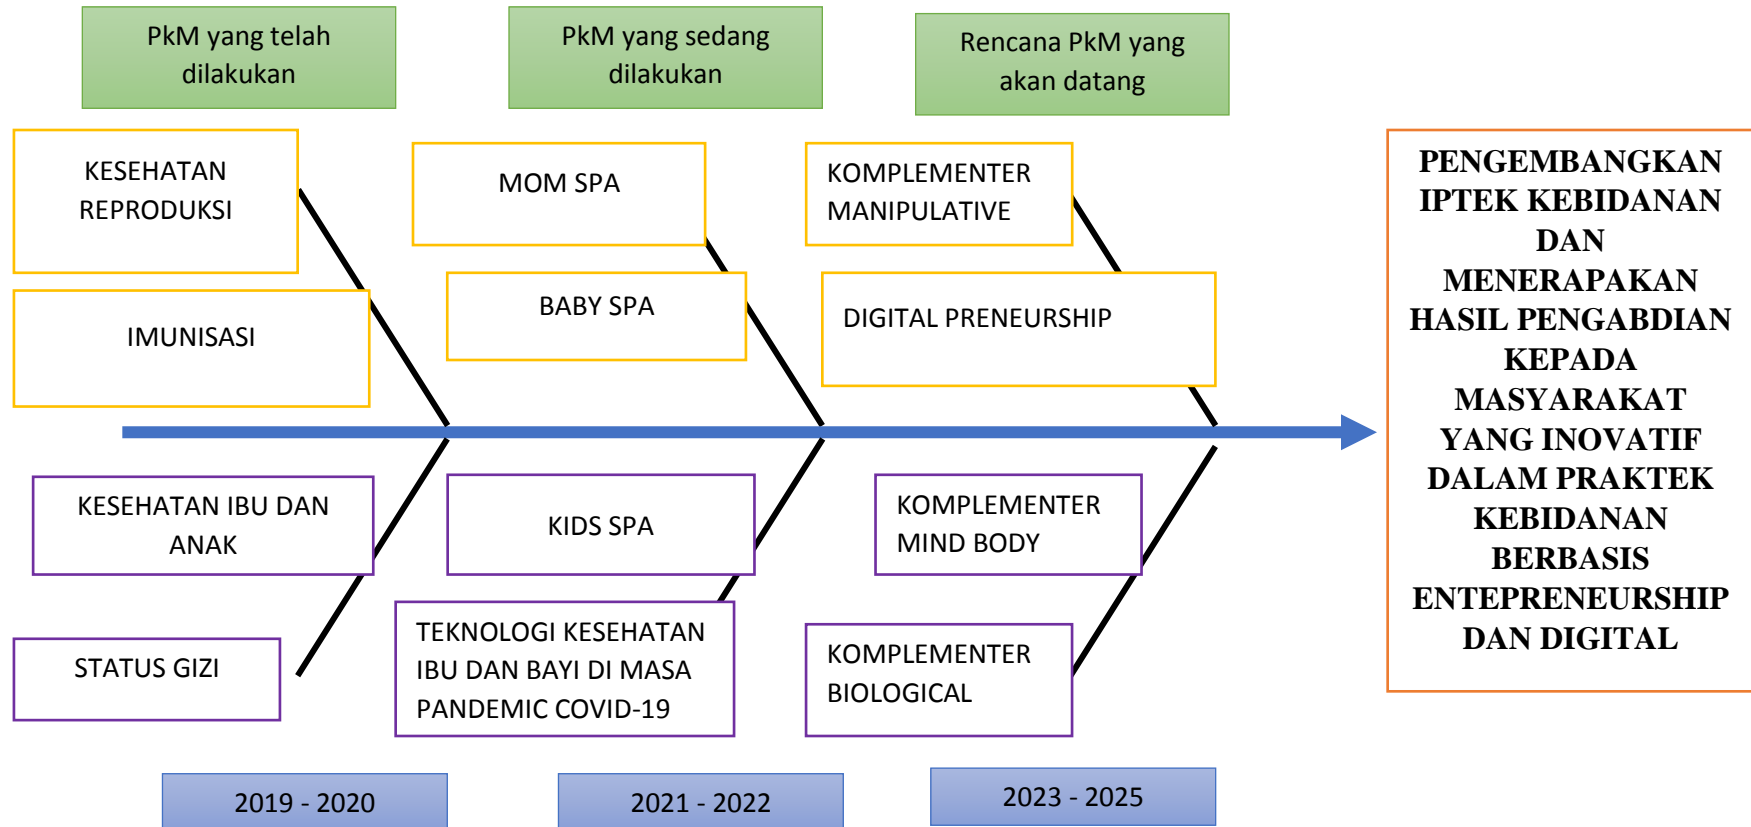 PkM yang telah
dilakukan
PkM yang sedang
dilakukan
Rencana PkM yang
akan datang
KESEHATAN
REPRODUKSI
MOM SPA
KOMPLEMENTER
MANIPULATIVE
IMUNISASI
BABY SPA
DIGITAL PRENEURSHIP
KESEHATAN IBU DAN
ANAK
KIDS SPA
KOMPLEMENTER
MIND BODY
STATUS GIZI
TEKNOLOGI KESEHATAN
IBU DAN BAYI DI MASA
PANDEMIC COVID-19
KOMPLEMENTER
BIOLOGICAL
2019 - 2020
2021 - 2022
2023 - 2025
PENGEMBANGKAN
IPTEK KEBIDANAN
DAN
MENERAPAKAN
HASIL PENGABDIAN
KEPADA
MASYARAKAT
YANG INOVATIF
DALAM PRAKTEK
KEBIDANAN
BERBASIS
ENTEPRENEURSHIP
DAN DIGITAL